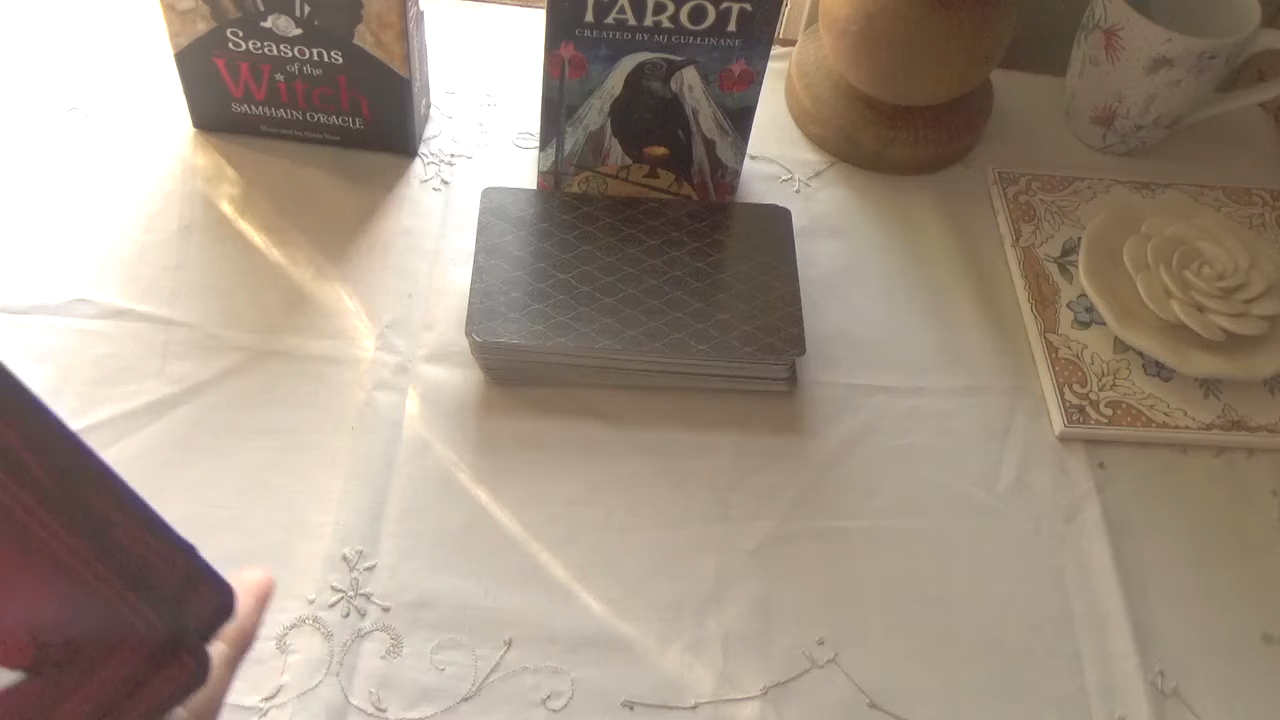 Seasons
of the
Witch
SAMHAIN ORACLE
TAROT
CREATED BY MJ CULLINANE